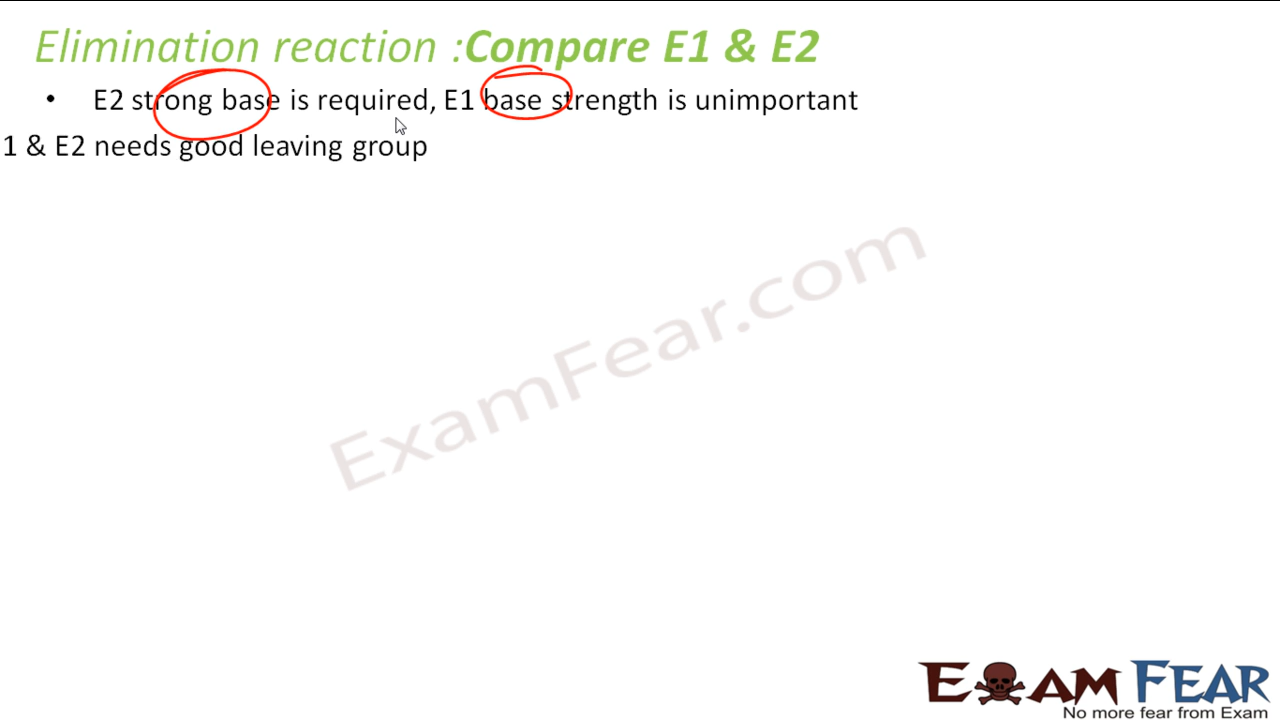 Elimination reaction :Compare E1 & E2
• E2 strong base is required, E1 base strength is unimportant
1 & E2 needs good leaving group
ExamFear.com
EXAM FEAR
No more fear from Exam